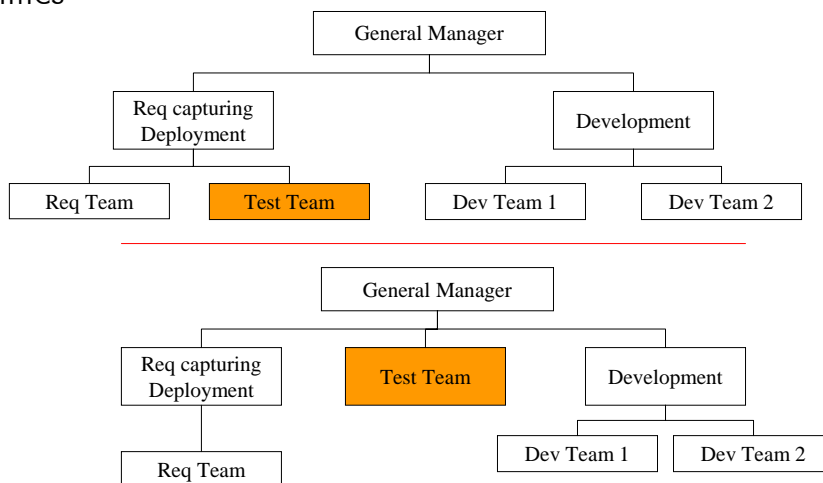 General Manager
Req capturing
Deployment
Development
Req Team
Test Team
Dev Team 1
Dev Team 2
General Manager
Req capturing
Deployment
Test Team
Development
Req Team
Dev Team 1
Dev Team 2